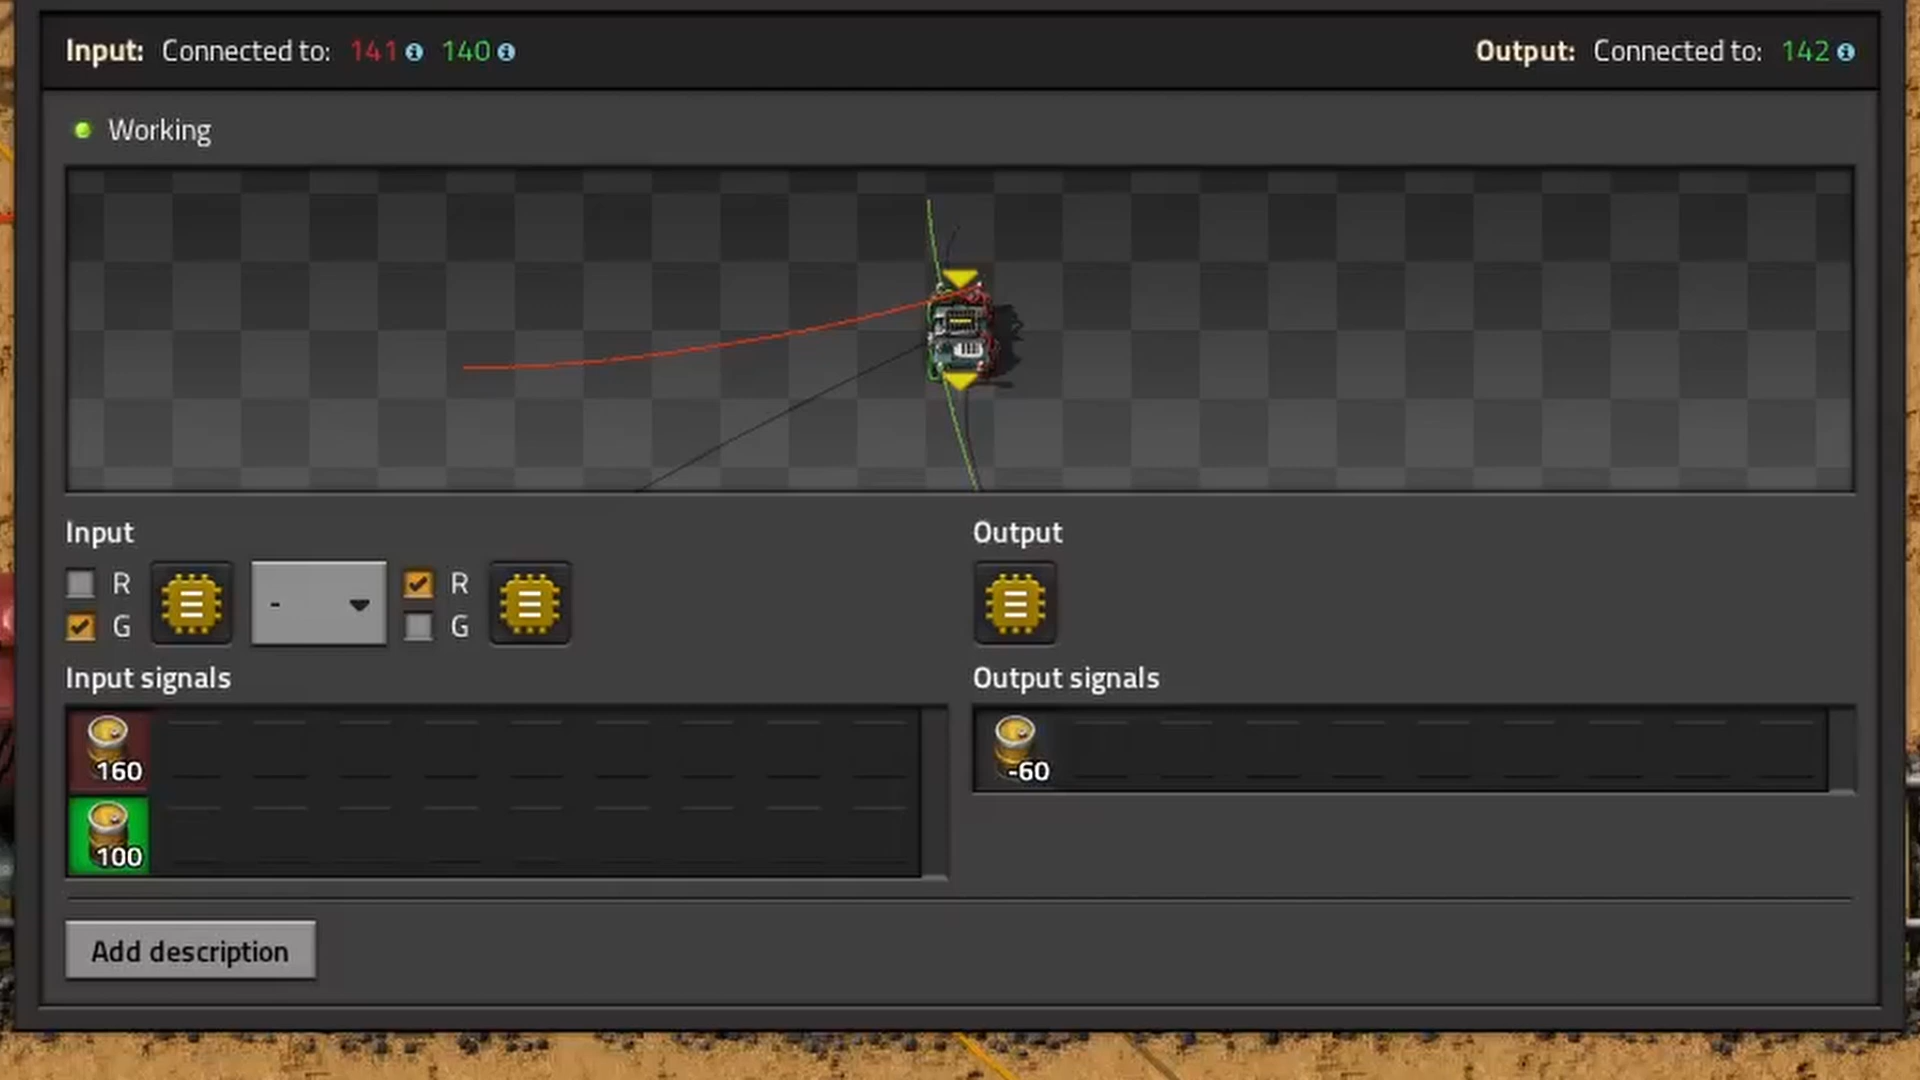 Input: Connected to: 141 140 Output: Connected to: 142
Working
Input Output
R - R
G G
Input signals Output signals
160 -60
100
Add description